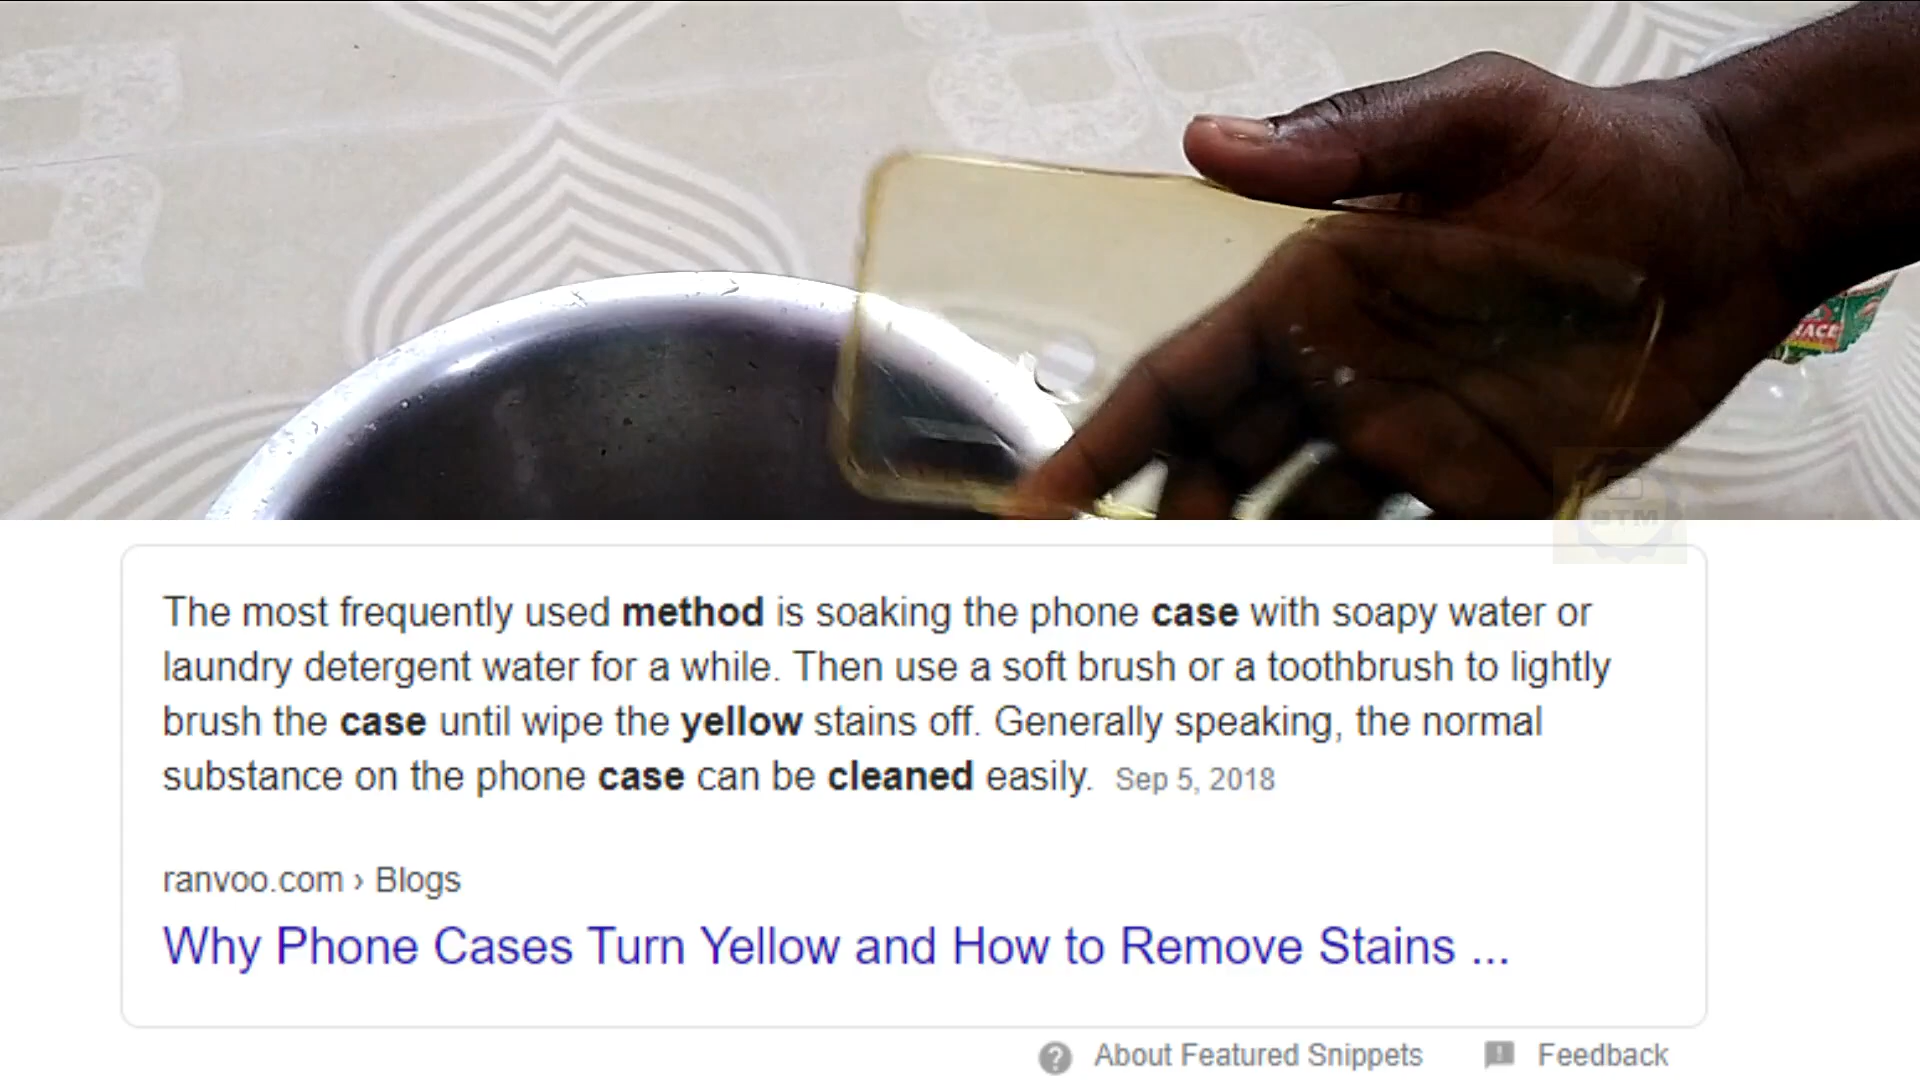 RACE
BTM
The most frequently used method is soaking the phone case with soapy water or
laundry detergent water for a while. Then use a soft brush or a toothbrush to lightly
brush the case until wipe the yellow stains off. Generally speaking, the normal
substance on the phone case can be cleaned easily. Sep 5, 2018
ranvoo.com › Blogs
Why Phone Cases Turn Yellow and How to Remove Stains ...
About Featured Snippets
Feedback